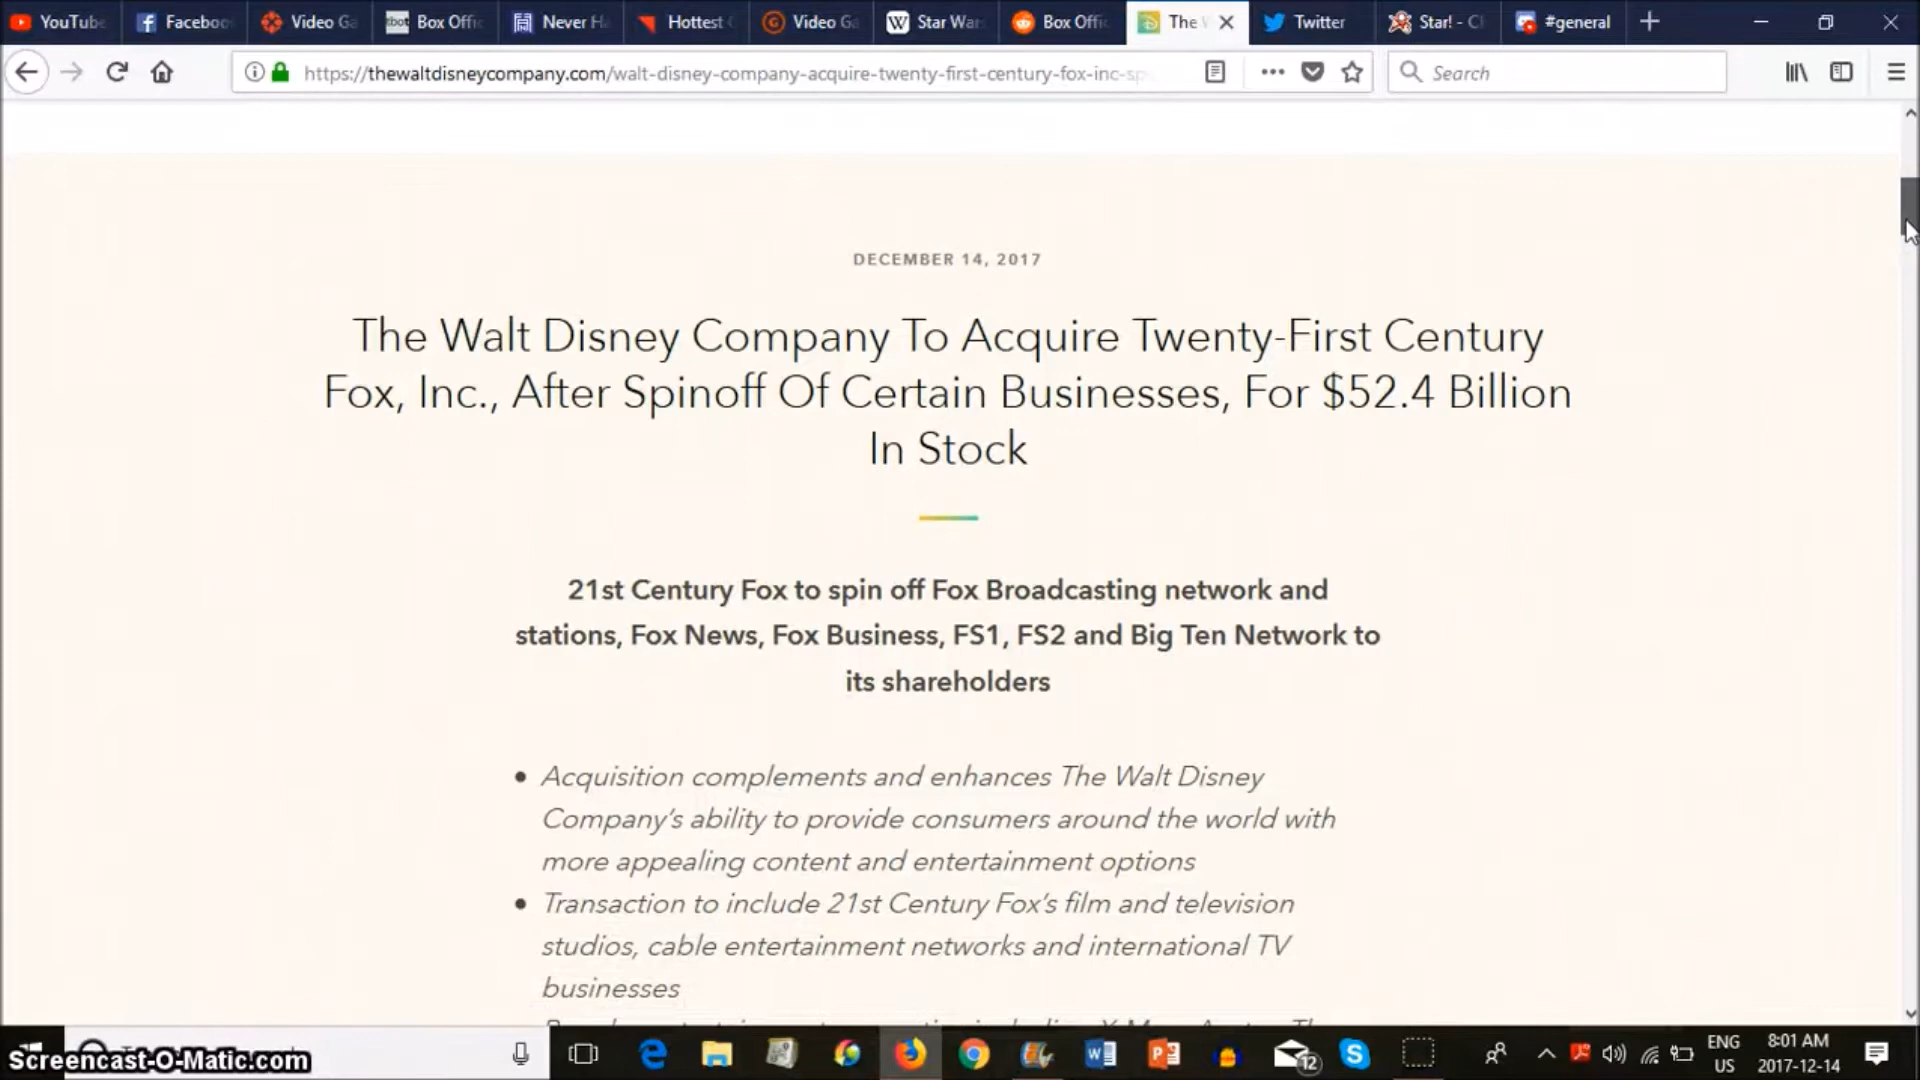 YouTube
Facebook
Video Ga
Box Offi
Never H
Hottest
Video Ga
Star War
Box Offi
The W
Twitter
Star! - Cl
#general
https://thewaltdisneycompany.com/walt-disney-company-acquire-twenty-first-century-fox-inc-sp
Search
DECEMBER 14, 2017
The Walt Disney Company To Acquire Twenty-First Century
Fox, Inc., After Spinoff Of Certain Businesses, For $52.4 Billion
In Stock
21st Century Fox to spin off Fox Broadcasting network and
stations, Fox News, Fox Business, FS1, FS2 and Big Ten Network to
its shareholders
• Acquisition complements and enhances The Walt Disney
Company's ability to provide consumers around the world with
more appealing content and entertainment options
• Transaction to include 21st Century Fox's film and television
studios, cable entertainment networks and international TV
businesses
Screencast-O-Matic.com
12
ENG
US
8:01 AM
2017-12-14